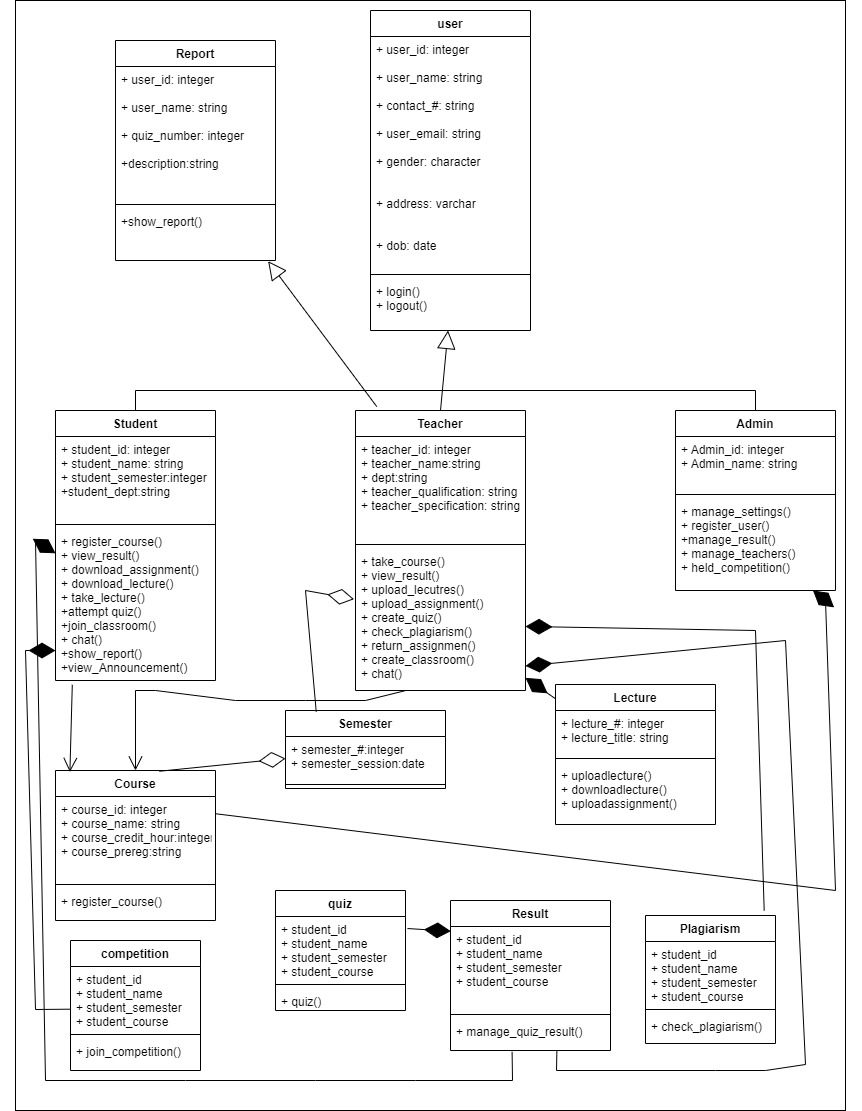 user
+ user_id: integer
+ user_name: string
+ contact_#: string
+ user_email: string
+ gender: character
+ address: varchar
+ dob: date
+ login()
+ logout()
Report
+ user_id: integer
+ user_name: string
+ quiz_number: integer
+description:string
+show_report()
Student
+ student_id: integer
+ student_name: string
+ student_semester:integer
+student_dept:string
+ register_course()
+ view_result()
+ download_assignment()
+ download_lecture()
+ take_lecture()
+attempt quiz()
+join_classroom()
+ chat()
+show_report()
+view_Announcement()
Teacher
+ teacher_id: integer
+ teacher_name:string
+ dept:string
+ teacher_qualification: string
+ teacher_specification: string
+ take_course()
+ view_result()
+ upload_lecutres()
+ upload_assignment()
+ create_quiz()
+ check_plagiarism()
+ return_assignmen()
+ create_classroom()
+ chat()
Admin
+ Admin_id: integer
+ Admin_name: string
+ manage_settings()
+ register_user()
+manage_result()
+ manage_teachers()
+ held_competition()
Lecture
+ lecture_#: integer
+ lecture_title: string
+ uploadlecture()
+ downloadlecture()
+ uploadassignment()
Semester
+ semester_#:integer
+ semester_session:date
Course
+ course_id: integer
+ course_name: string
+ course_credit_hour:integer
+ course_prereg:string
+ register_course()
quiz
+ student_id
+ student_name
+ student_semester
+ student_course
+ quiz()
Result
+ student_id
+ student_name
+ student_semester
+ student_course
+ manage_quiz_result()
Plagiarism
+ student_id
+ student_name
+ student_semester
+ student_course
+ check_plagiarism()
competition
+ student_id
+ student_name
+ student_semester
+ student_course
+ join_competition()